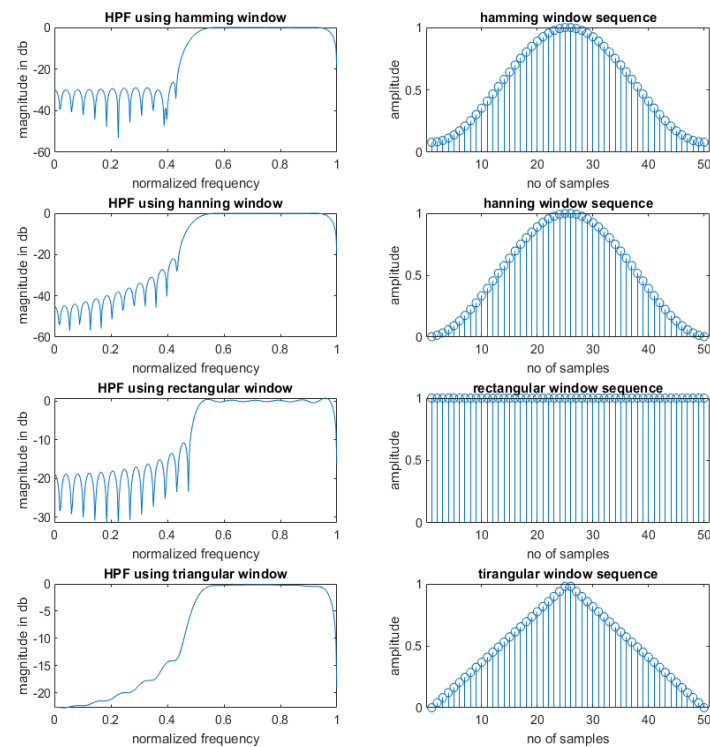 HPF using hamming window
magnitude in db
0
-20
-40
-60
0 0.2 0.4 0.6 0.8 1
normalized frequency
hamming window sequence
amplitude
1
0.5
0
10 20 30 40 50
no of samples
HPF using hanning window
magnitude in db
0
-20
-40
-60
0 0.2 0.4 0.6 0.8 1
normalized frequency
hanning window sequence
amplitude
1
0.5
0
10 20 30 40 50
no of samples
HPF using rectangular window
magnitude in db
0
-10
-20
-30
0 0.2 0.4 0.6 0.8 1
normalized frequency
rectangular window sequence
amplitude
1
0.5
0
10 20 30 40 50
no of samples
HPF using triangular window
magnitude in db
0
-5
-10
-15
-20
0 0.2 0.4 0.6 0.8 1
normalized frequency
tirangular window sequence
amplitude
1
0.5
0
10 20 30 40 50
no of samples